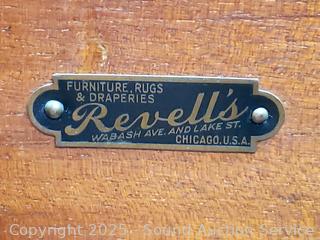 FURNITURE, RUGS
& DRAPERIES
Revell's
WABASH AVE. AND LAKE ST.
CHICAGO, U.S.A.
Copyright 2025 - Sound Auction Service